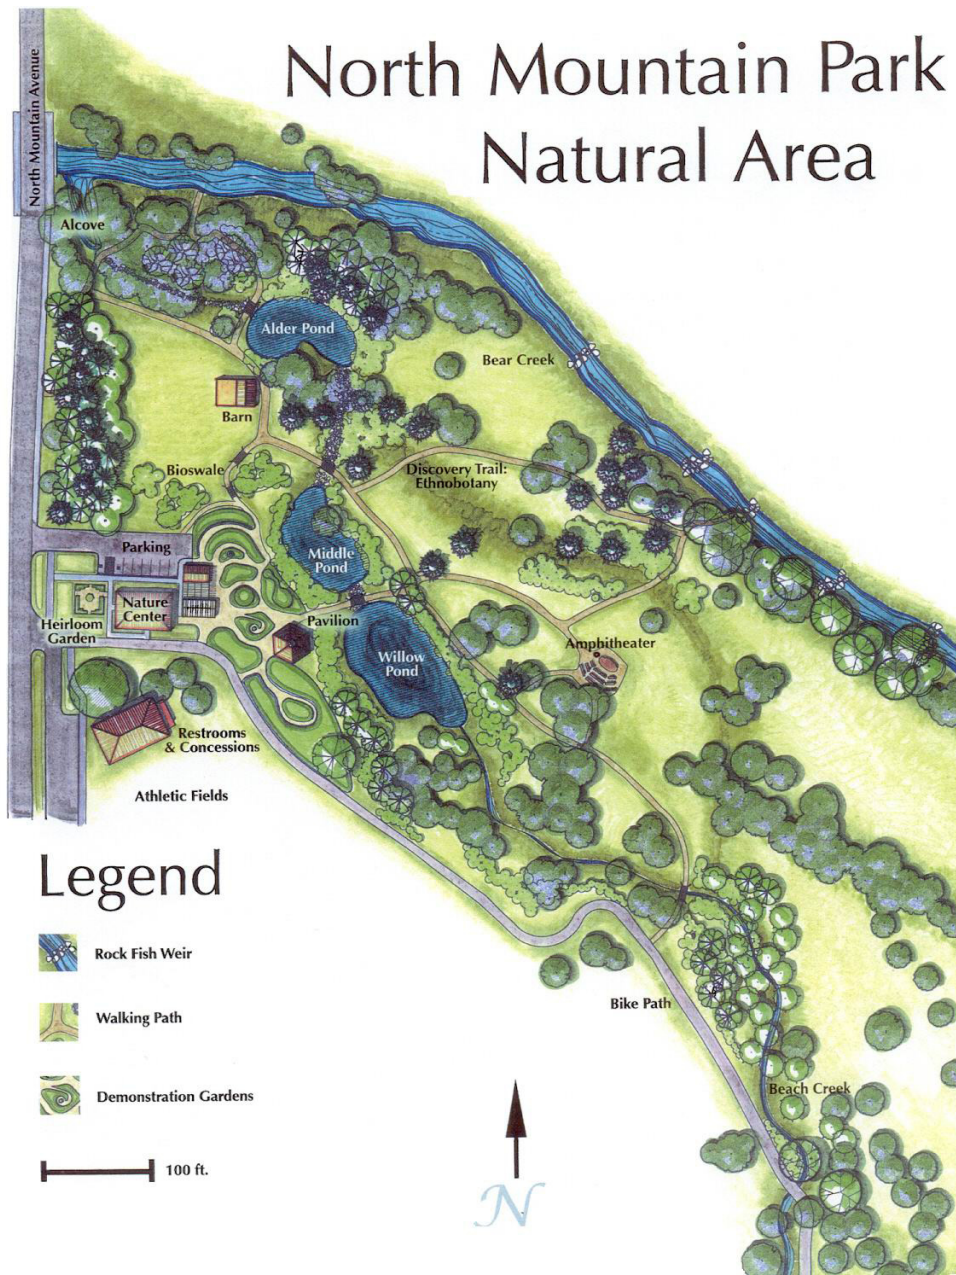 North Mountain Park
Natural Area
North Mountain Avenue
Alcove
Alder Pond
Bear Creek
Barn
Bioswale
Discovery Trail:
Ethnobotany
Parking
Middle
Pond
Nature
Center
Heirloom
Garden
Pavilion
Amphitheater
Willow
Pond
Restrooms
& Concessions
Athletic Fields
Legend
Rock Fish Weir
Walking Path
Demonstration Gardens
100 ft.
Bike Path
Beach Creek
N